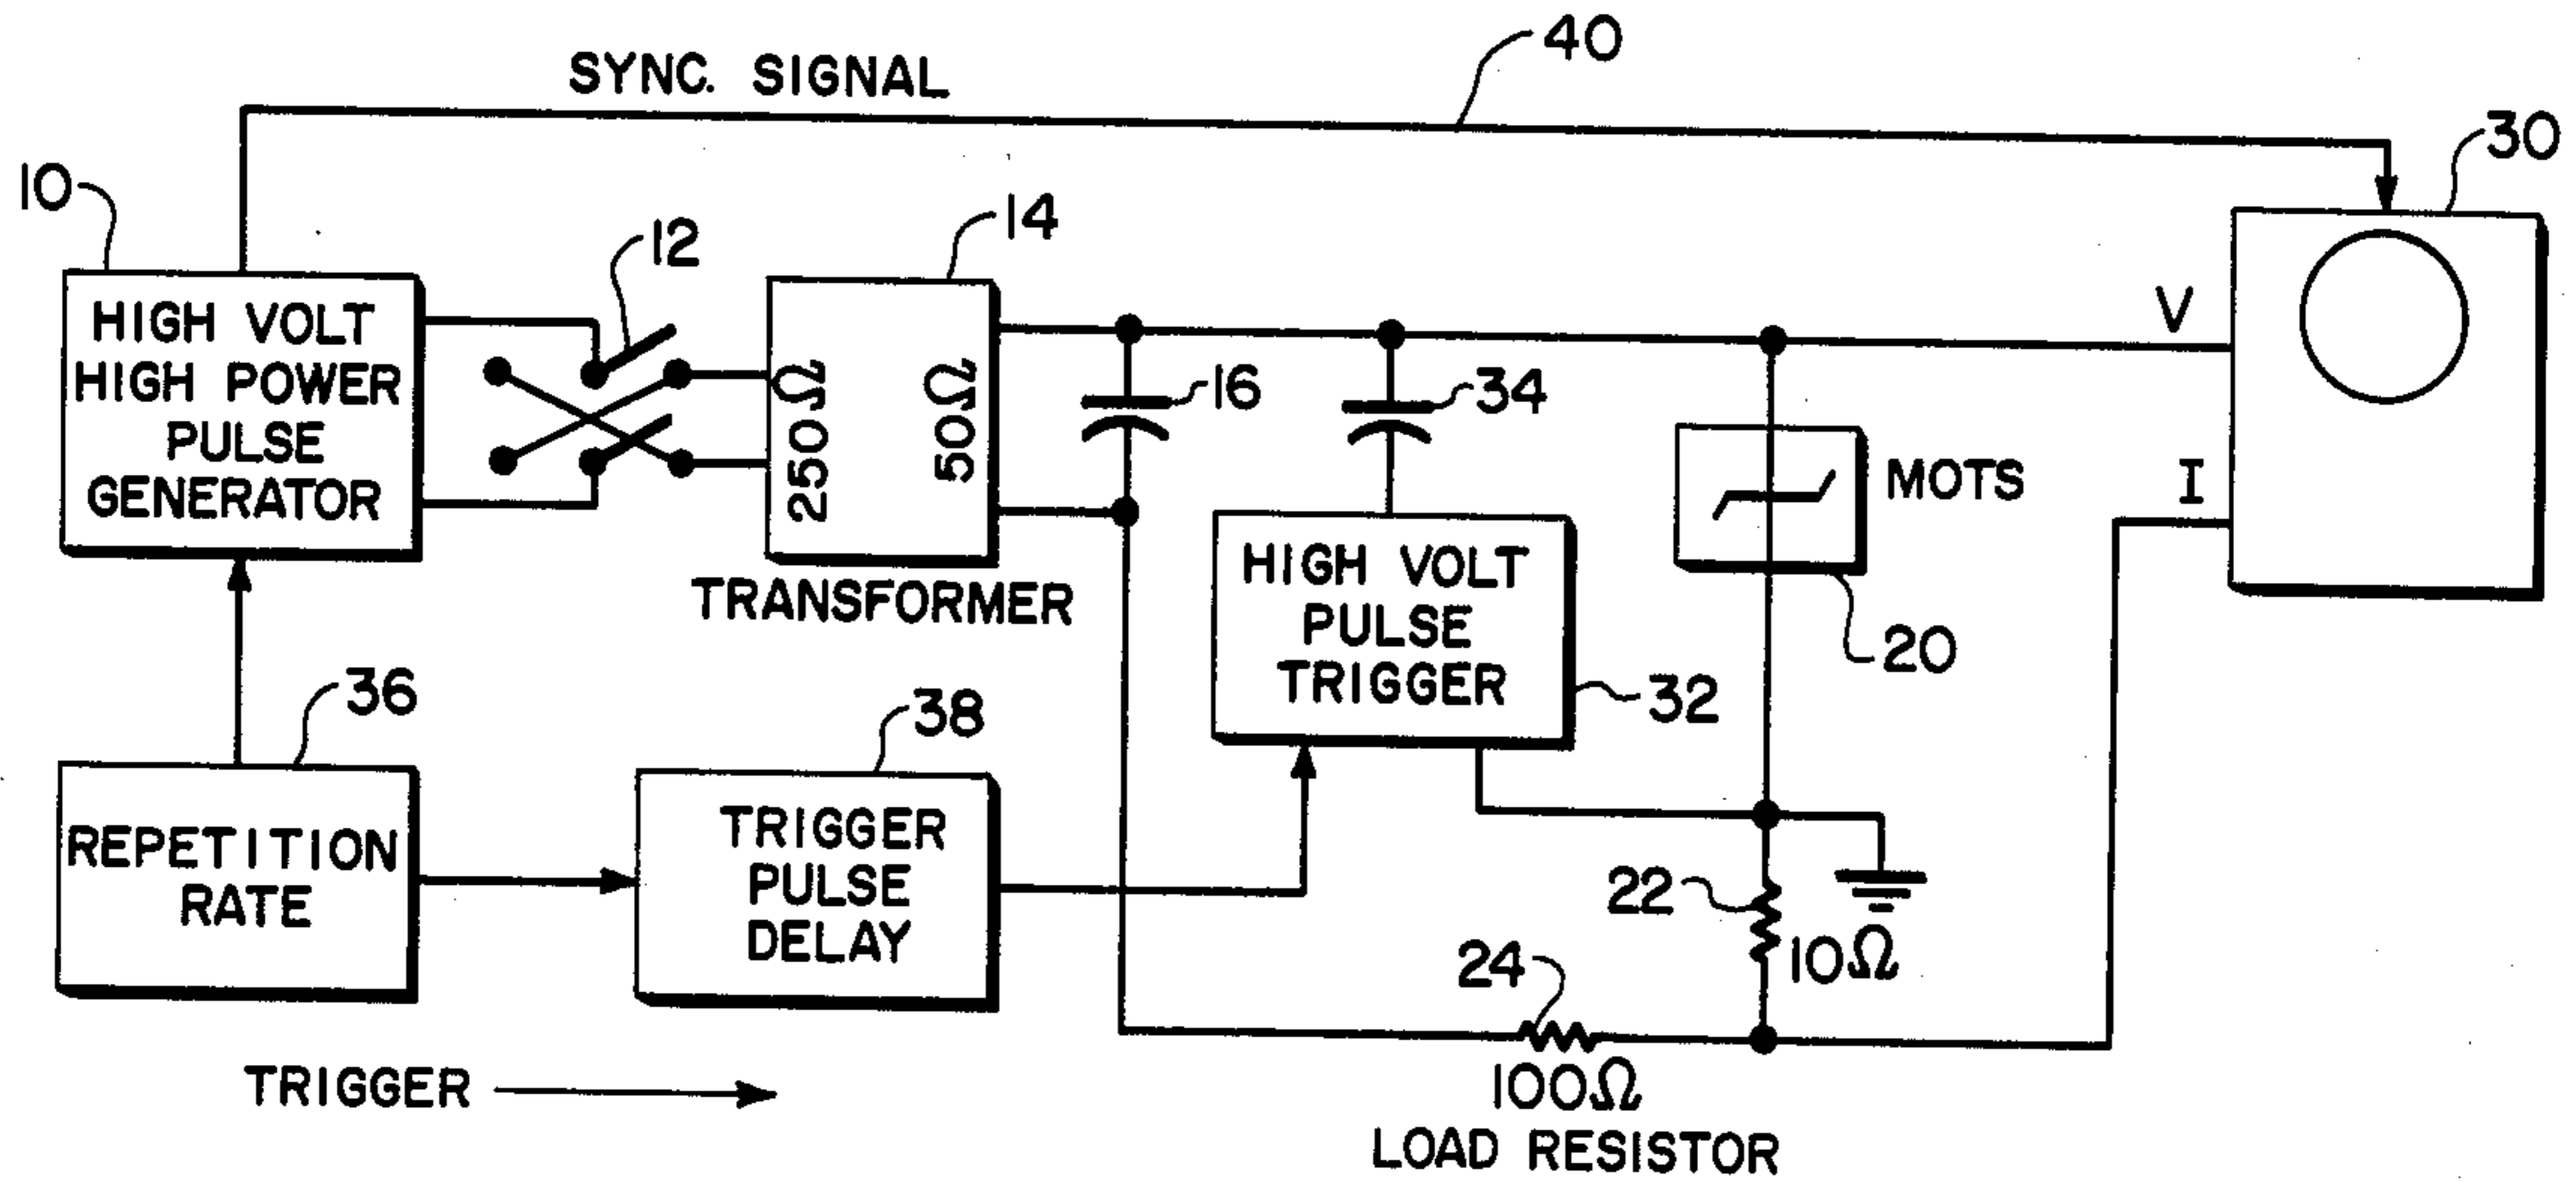 SYNC. SIGNAL
40
30
10
12
14
HIGH VOLT
HIGH POWER
PULSE
GENERATOR
250Ω
50Ω
TRANSFORMER
16
34
V
I
MOTS
20
HIGH VOLT
PULSE
TRIGGER
32
36
38
REPETITION
RATE
TRIGGER
PULSE
DELAY
22
10Ω
24
100Ω
LOAD RESISTOR
TRIGGER